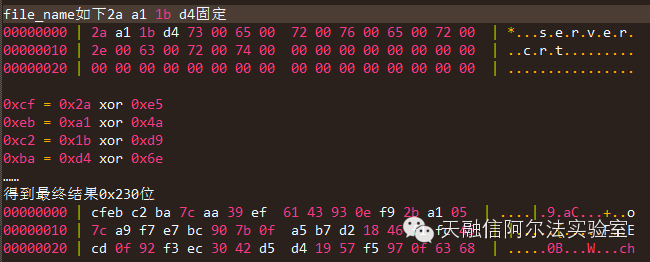 file_name如下2a a1 1b d4固定
00000000 | 2a a1 1b d4 73 00 65 00 72 00 76 00 65 00 72 00 | *...s.e.r.v.e.r.
00000010 | 2e 00 63 00 72 00 74 00 00 00 00 00 00 00 00 00 | ..c.r.t.........
00000020 | 00 00 00 00 00 00 00 00 00 00 00 00 00 00 00 00 | ................
0xcf = 0x2a xor 0xe5
0xeb = 0xa1 xor 0x4a
0xc2 = 0x1b xor 0xd9
0xba = 0xd4 xor 0x6e
……
得到最终结果0x230位
00000000 | cfeb c2 ba 7c aa 39 ef 61 43 93 0e f9 2b a1 05 | ....|.9.aC...+..o
00000010 | 7c a9 f7 e7 bc 90 7b 0f a5 b7 d2 18 46
00000020 | cd 0f 92 f3 ec 30 42 d5 d4 19 57 f5 97 0f 63 68 | .....0B...W...ch
天融信阿尔法实验室